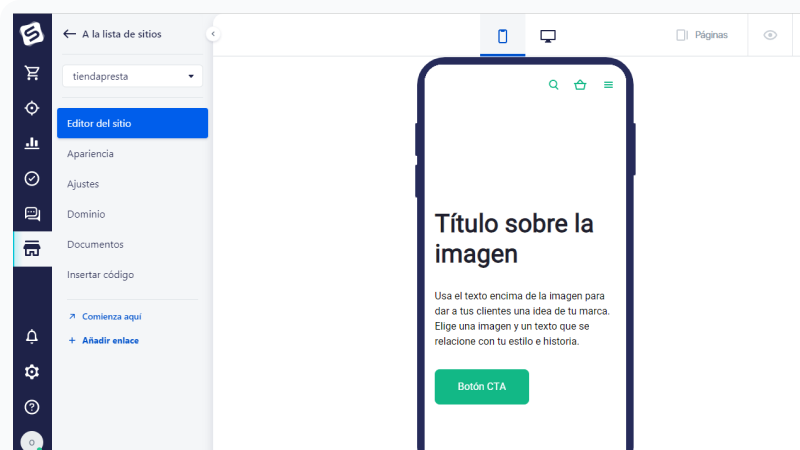 A la lista de sitios
tiendapresta
Editor del sitio
Apariencia
Ajustes
Dominio
Documentos
Insertar código
Comienza aquí
Añadir enlace
O
Páginas
Título sobre la
imagen
Usa el texto encima de la imagen para
dar a tus clientes una idea de tu marca.
Elige una imagen y un texto que se
relacione con tu estilo e historia.
Botón CTA